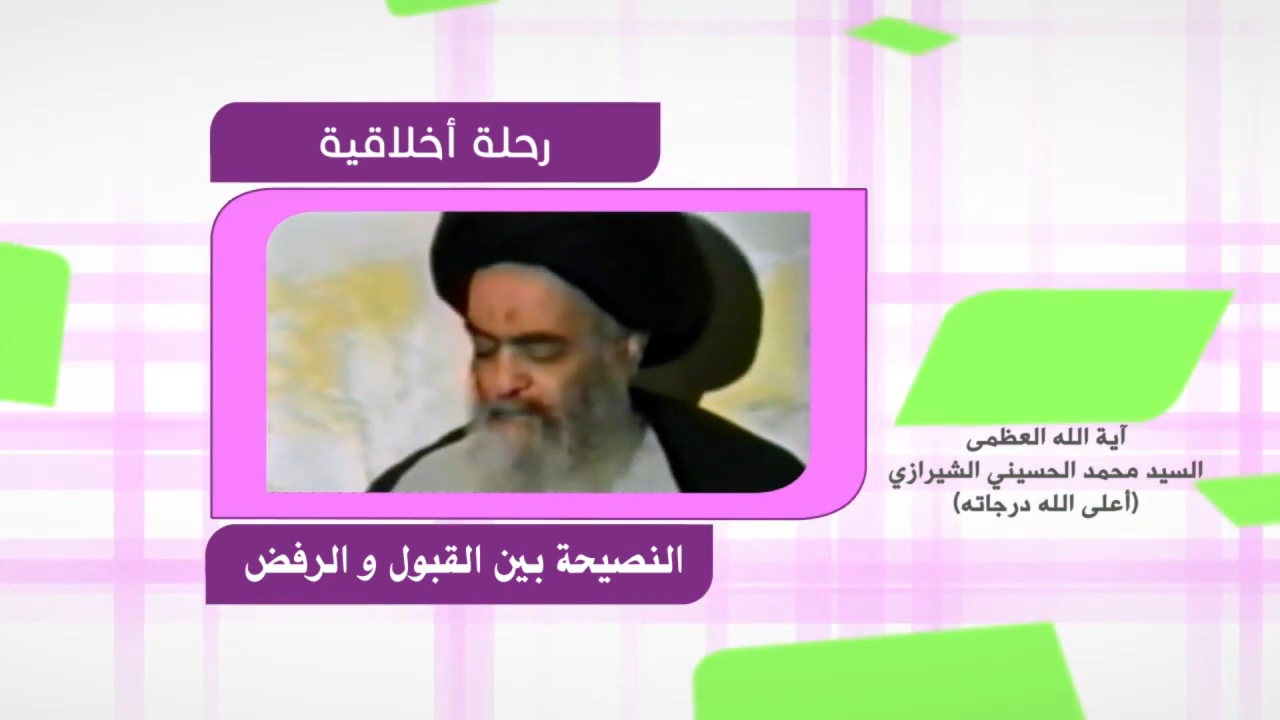 رحلة أخلاقية
آية الله العظمى
السيد محمد الحسيني الشيرازي
(أعلى الله درجاته)
النصيحة بين القبول و الرفض